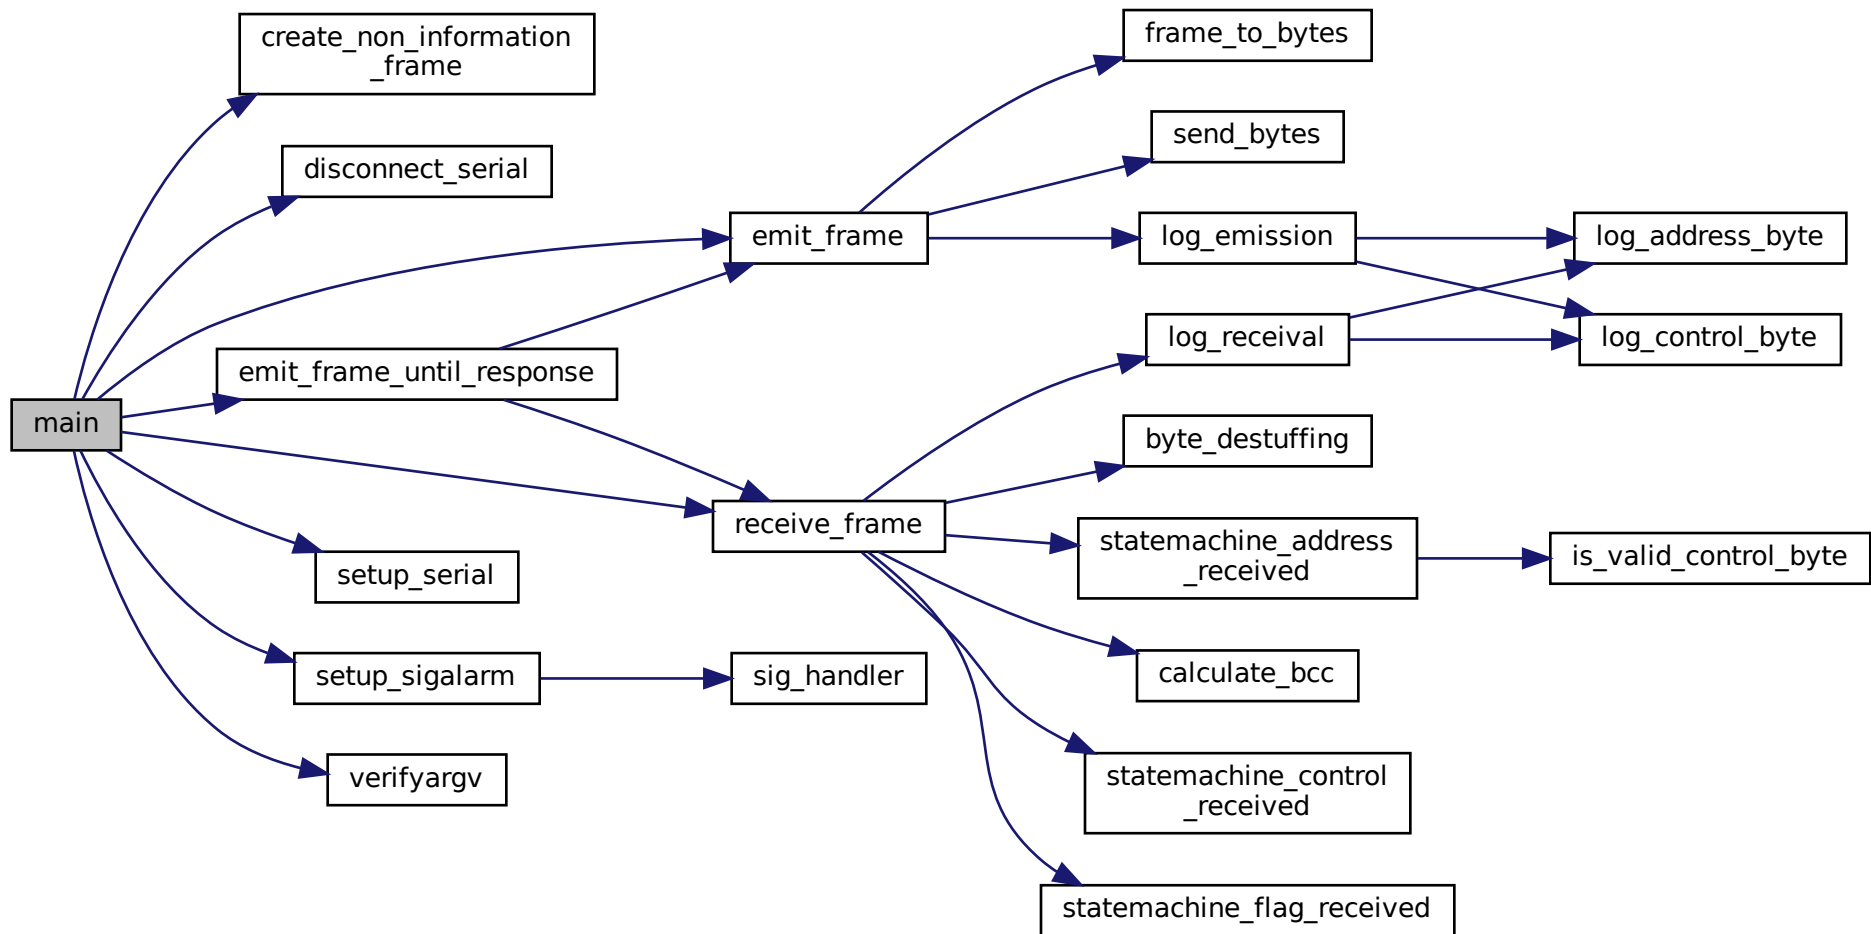 main
create_non_information
_frame
disconnect_serial
emit_frame
emit_frame_until_response
receive_frame
setup_serial
setup_sigalarm
sig_handler
verifyargv
frame_to_bytes
send_bytes
log_emission
log_address_byte
log_control_byte
log_receival
byte_destuffing
statemachine_address
_received
is_valid_control_byte
calculate_bcc
statemachine_control
_received
statemachine_flag_received